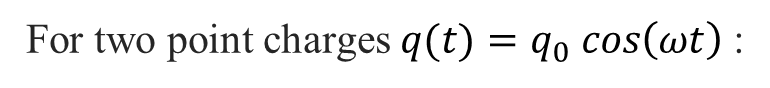 For two point charges q(t) = q₀ cos(ωt) :